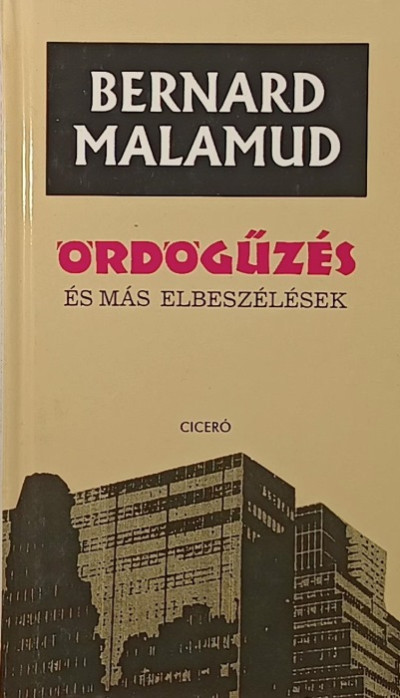 BERNARD
MALAMUD
ÖRDÖGŰZÉS
ÉS MÁS ELBESZÉLÉSEK
CICERÓ